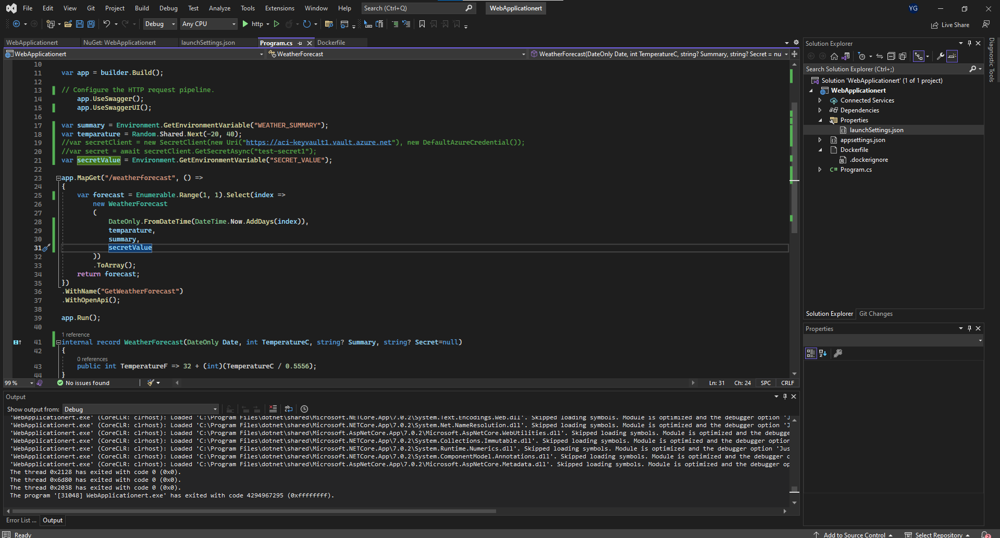 File Edit View Git Project Build Debug Test Analyze Tools Extensions Window Help Search (Ctrl+Q) WebApplicationert YG
Debug Any CPU http Live Share
WebApplicationert NuGet: WebApplicationert launchSettings.json Program.cs Dockerfile
WebApplicationert WeatherForecast WeatherForecast(DateOnly Date, int TemperatureC, string? Summary, string? Secret = nu
10
11 var app = builder.Build();
12
13 // Configure the HTTP request pipeline.
14 app.UseSwagger();
15 app.UseSwaggerUI();
16
17 var summary = Environment.GetEnvironmentVariable("WEATHER_SUMMARY");
18 var temparature = Random.Shared.Next(-20, 40);
19 //var secretClient = new SecretClient(new Uri("https://aci-keyvault1.vault.azure.net"), new DefaultAzureCredential());
20 //var secret = await secretClient.GetSecretAsync("test-secret1");
21 var secretValue = Environment.GetEnvironmentVariable("SECRET_VALUE");
22
23 app.MapGet("/weatherforecast", () =>
24 {
25 var forecast = Enumerable.Range(1, 1).Select(index =>
26 new WeatherForecast
27 (
28 DateOnly.FromDateTime(DateTime.Now.AddDays(index)),
29 temparature,
30 summary,
31 secretValue
32 ))
33 .ToArray();
34 return forecast;
35 })
36 .WithName("GetWeatherForecast")
37 .WithOpenApi();
38
39 app.Run();
40
1 reference
41 internal record WeatherForecast(DateOnly Date, int TemperatureC, string? Summary, string? Secret=null)
42 {
0 references
43 public int TemperatureF => 32 + (int)(TemperatureC / 0.5556);
44 }
99 % No issues found Ln: 31 Ch: 24 SPC CRLF
Output
Show output from: Debug
'WebApplicationert.exe' (CoreCLR: clrhost): Loaded 'C:\Program Files\dotnet\shared\Microsoft.NETCore.App\7.0.2\System.Text.Encodings.Web.dll'. Skipped loading symbols. Module is optimized and the debugger option 'J
'WebApplicationert.exe' (CoreCLR: clrhost): Loaded 'C:\Program Files\dotnet\shared\Microsoft.NETCore.App\7.0.2\System.Net.NameResolution.dll'. Skipped loading symbols. Module is optimized and the debugger option 'J
'WebApplicationert.exe' (CoreCLR: clrhost): Loaded 'C:\Program Files\dotnet\shared\Microsoft.AspNetCore.App\7.0.2\Microsoft.AspNetCore.WebUtilities.dll'. Skipped loading symbols. Module is optimized and the debugge
'WebApplicationert.exe' (CoreCLR: clrhost): Loaded 'C:\Program Files\dotnet\shared\Microsoft.NETCore.App\7.0.2\System.Collections.Immutable.dll'. Skipped loading symbols. Module is optimized and the debugger option
'WebApplicationert.exe' (CoreCLR: clrhost): Loaded 'C:\Program Files\dotnet\shared\Microsoft.NETCore.App\7.0.2\System.Runtime.Numerics.dll'. Skipped loading symbols. Module is optimized and the debugger option 'Jus
'WebApplicationert.exe' (CoreCLR: clrhost): Loaded 'C:\Program Files\dotnet\shared\Microsoft.NETCore.App\7.0.2\System.ComponentModel.Annotations.dll'. Skipped loading symbols. Module is optimized and the debugger o
'WebApplicationert.exe' (CoreCLR: clrhost): Loaded 'C:\Program Files\dotnet\shared\Microsoft.AspNetCore.App\7.0.2\Microsoft.AspNetCore.Metadata.dll'. Skipped loading symbols. Module is optimized and the debugger op
The thread 0x2128 has exited with code 0 (0x0).
The thread 0x6d80 has exited with code 0 (0x0).
The thread 0x2038 has exited with code 0 (0x0).
The program '[31048] WebApplicationert.exe' has exited with code 4294967295 (0xffffffff).
Error List ... Output
Ready Add to Source Control Select Repository 2
Solution Explorer
Search Solution Explorer (Ctrl+;)
Solution 'WebApplicationert' (1 of 1 project)
WebApplicationert
Connected Services
Dependencies
Properties
launchSettings.json
appsettings.json
Dockerfile
.dockerignore
C# Program.cs
Solution Explorer Git Changes
Properties
Diagnostic Tools